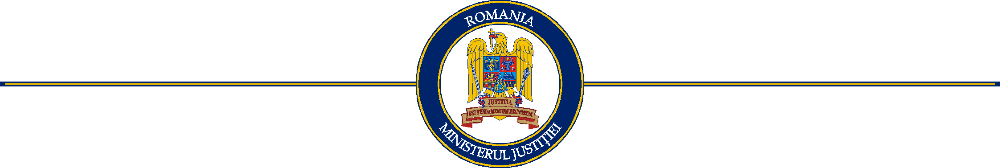 ROMANIA
JUSTITIA
EST FUNDAMENTUM REGNORUM
MINISTERUL JUSTIȚIEI